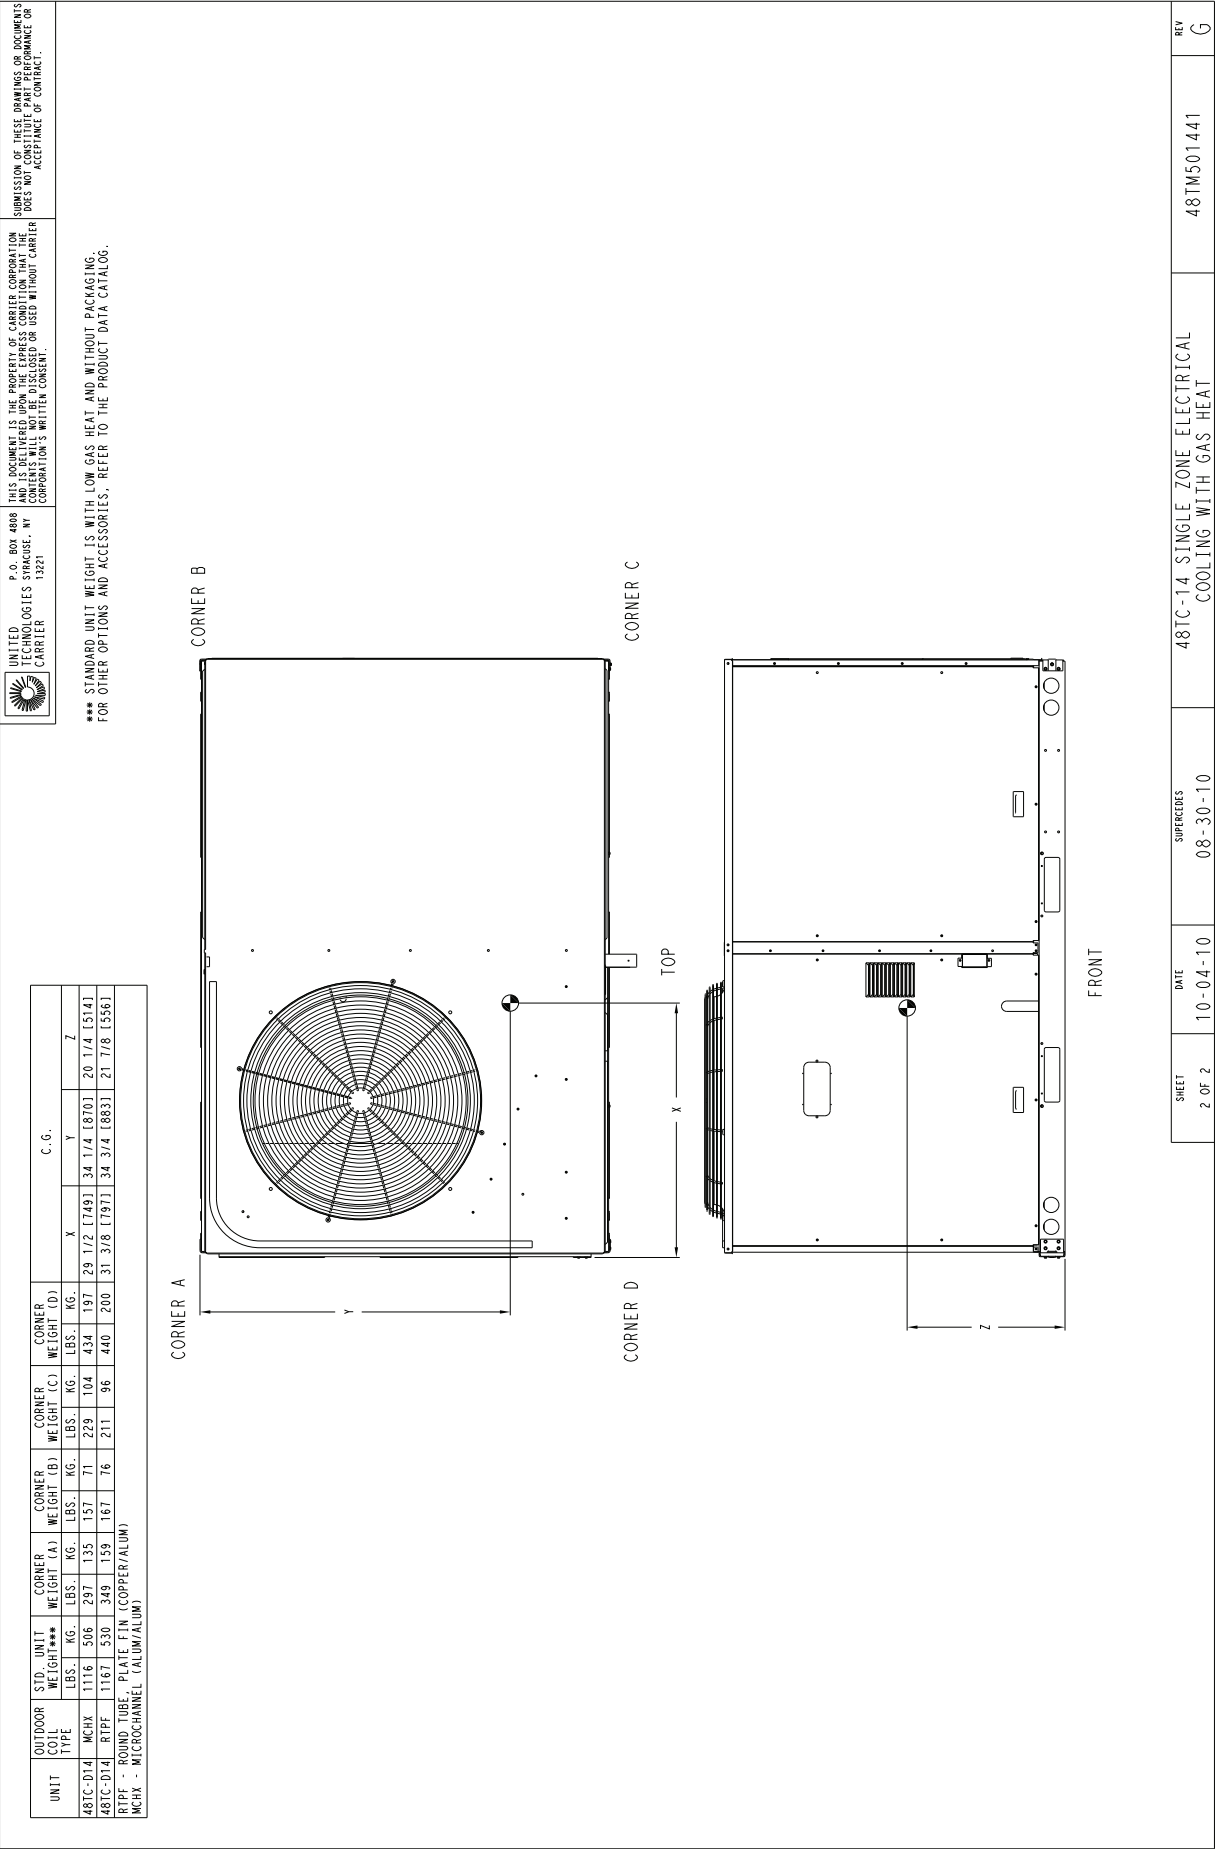 UNIT
OUTDOOR
COIL
TYPE
STD. UNIT
WEIGHT***
CORNER
WEIGHT (A)
CORNER
WEIGHT (B)
CORNER
WEIGHT (C)
CORNER
WEIGHT (D)
C.G.
LBS. KG. LBS. KG. LBS. KG. LBS. KG. LBS. KG. X Y Z
48TC-D14 MCHX 1116 506 297 135 157 71 229 104 434 197 29 1/2 [749] 34 1/4 [870] 20 1/4 [514]
48TC-D14 RTPF 1167 530 349 159 167 76 211 96 440 200 31 3/8 [797] 34 3/4 [883] 21 7/8 [556]
RTPF - ROUND TUBE, PLATE FIN (COPPER/ALUM)
MCHX - MICROCHANNEL (ALUM/ALUM)
UNITED
TECHNOLOGIES
CARRIER
P.O. BOX 4808
SYRACUSE, NY
13221
THIS DOCUMENT IS THE PROPERTY OF CARRIER CORPORATION
AND IS DELIVERED UPON THE EXPRESS CONDITION THAT THE
CONTENTS WILL NOT BE DISCLOSED OR USED WITHOUT CARRIER
CORPORATION'S WRITTEN CONSENT.
SUBMISSION OF THESE DRAWINGS OR DOCUMENTS
DOES NOT CONSTITUTE PART PERFORMANCE OR
ACCEPTANCE OF CONTRACT.
*** STANDARD UNIT WEIGHT IS WITH LOW GAS HEAT AND WITHOUT PACKAGING.
FOR OTHER OPTIONS AND ACCESSORIES, REFER TO THE PRODUCT DATA CATALOG.
CORNER A
CORNER B
Y
CORNER D
CORNER C
TOP
X
Z
FRONT
SHEET
2 OF 2
DATE
10-04-10
SUPERCEDES
08-30-10
48TC-14 SINGLE ZONE ELECTRICAL
COOLING WITH GAS HEAT
48TM501441
REV
G